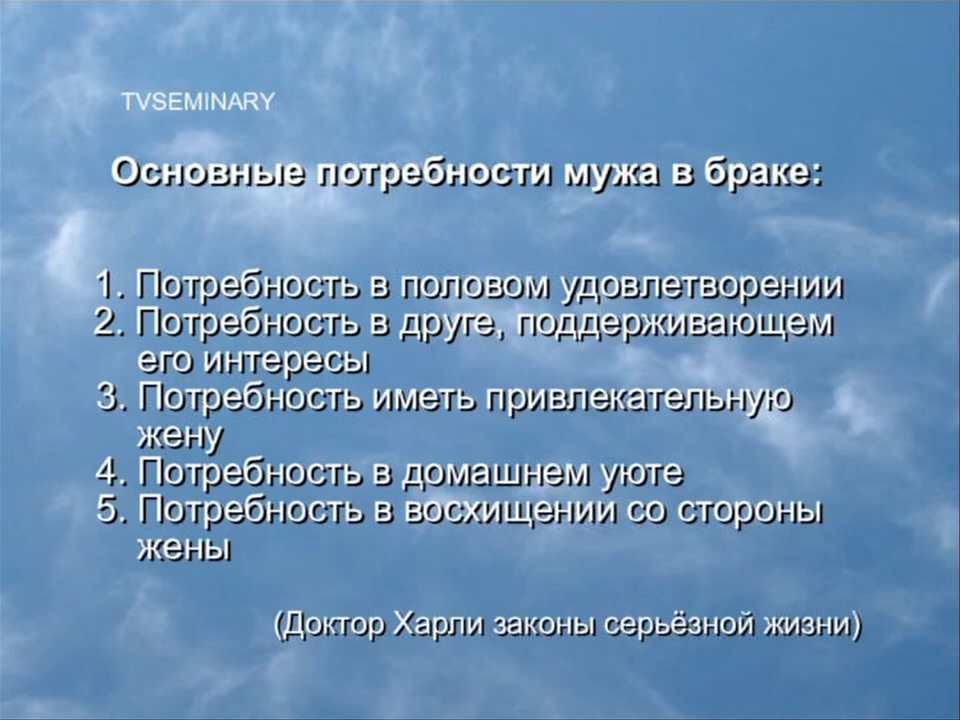 TVSEMINARY
Основные потребности мужа в браке:
1. Потребность в половом удовлетворении
2. Потребность в друге, поддерживающем
его интересы
3. Потребность иметь привлекательную
жену
4. Потребность в домашнем уюте
5. Потребность в восхищении со стороны
жены
(Доктор Харли законы серьёзной жизни)